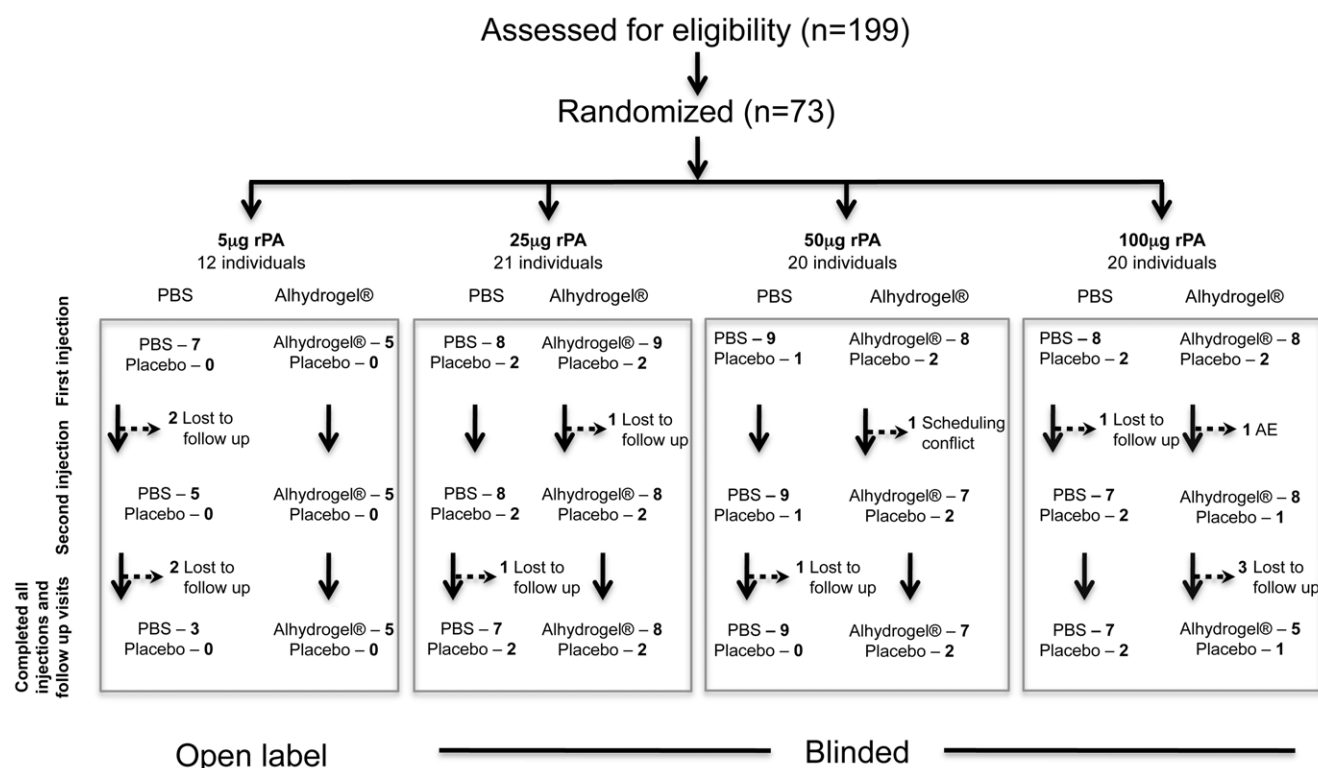 Assessed for eligibility (n=199)
Randomized (n=73)
5μg rPA
12 individuals
25μg rPA
21 individuals
50μg rPA
20 individuals
100μg rPA
20 individuals
PBS
Alhydrogel®
PBS
Alhydrogel®
PBS
Alhydrogel®
PBS
Alhydrogel®
First injection
PBS – 7
Placebo – 0
Alhydrogel® – 5
Placebo – 0
PBS – 8
Placebo – 2
Alhydrogel® – 9
Placebo – 2
PBS – 9
Placebo – 1
Alhydrogel® – 8
Placebo – 2
PBS – 8
Placebo – 2
Alhydrogel® – 8
Placebo – 2
2 Lost to
follow up
1 Lost to
follow up
1 Scheduling
conflict
1 Lost to
follow up
1 AE
Second injection
PBS – 5
Placebo – 0
Alhydrogel® – 5
Placebo – 0
PBS – 8
Placebo – 2
Alhydrogel® – 8
Placebo – 2
PBS – 9
Placebo – 1
Alhydrogel® – 7
Placebo – 2
PBS – 7
Placebo – 2
Alhydrogel® – 8
Placebo – 1
2 Lost to
follow up
1 Lost to
follow up
1 Lost to
follow up
3 Lost to
follow up
Completed all
injections and
follow up visits
PBS – 3
Placebo – 0
Alhydrogel® – 5
Placebo – 0
PBS – 7
Placebo – 2
Alhydrogel® – 8
Placebo – 2
PBS – 9
Placebo – 0
Alhydrogel® – 7
Placebo – 2
PBS – 7
Placebo – 2
Alhydrogel® – 5
Placebo – 1
Open label
Blinded